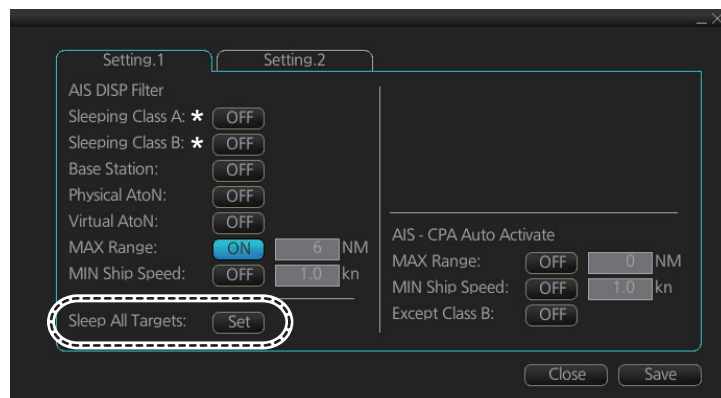 Setting.1
Setting.2
AIS DISP Filter
Sleeping Class A: * OFF
Sleeping Class B: * OFF
Base Station: OFF
Physical AtoN: OFF
Virtual AtoN: OFF
MAX Range: ON 6 NM
MIN Ship Speed: OFF 1.0 kn
Sleep All Targets: Set
AIS - CPA Auto Activate
MAX Range: OFF 0 NM
MIN Ship Speed: OFF 1.0 kn
Except Class B: OFF
Close
Save